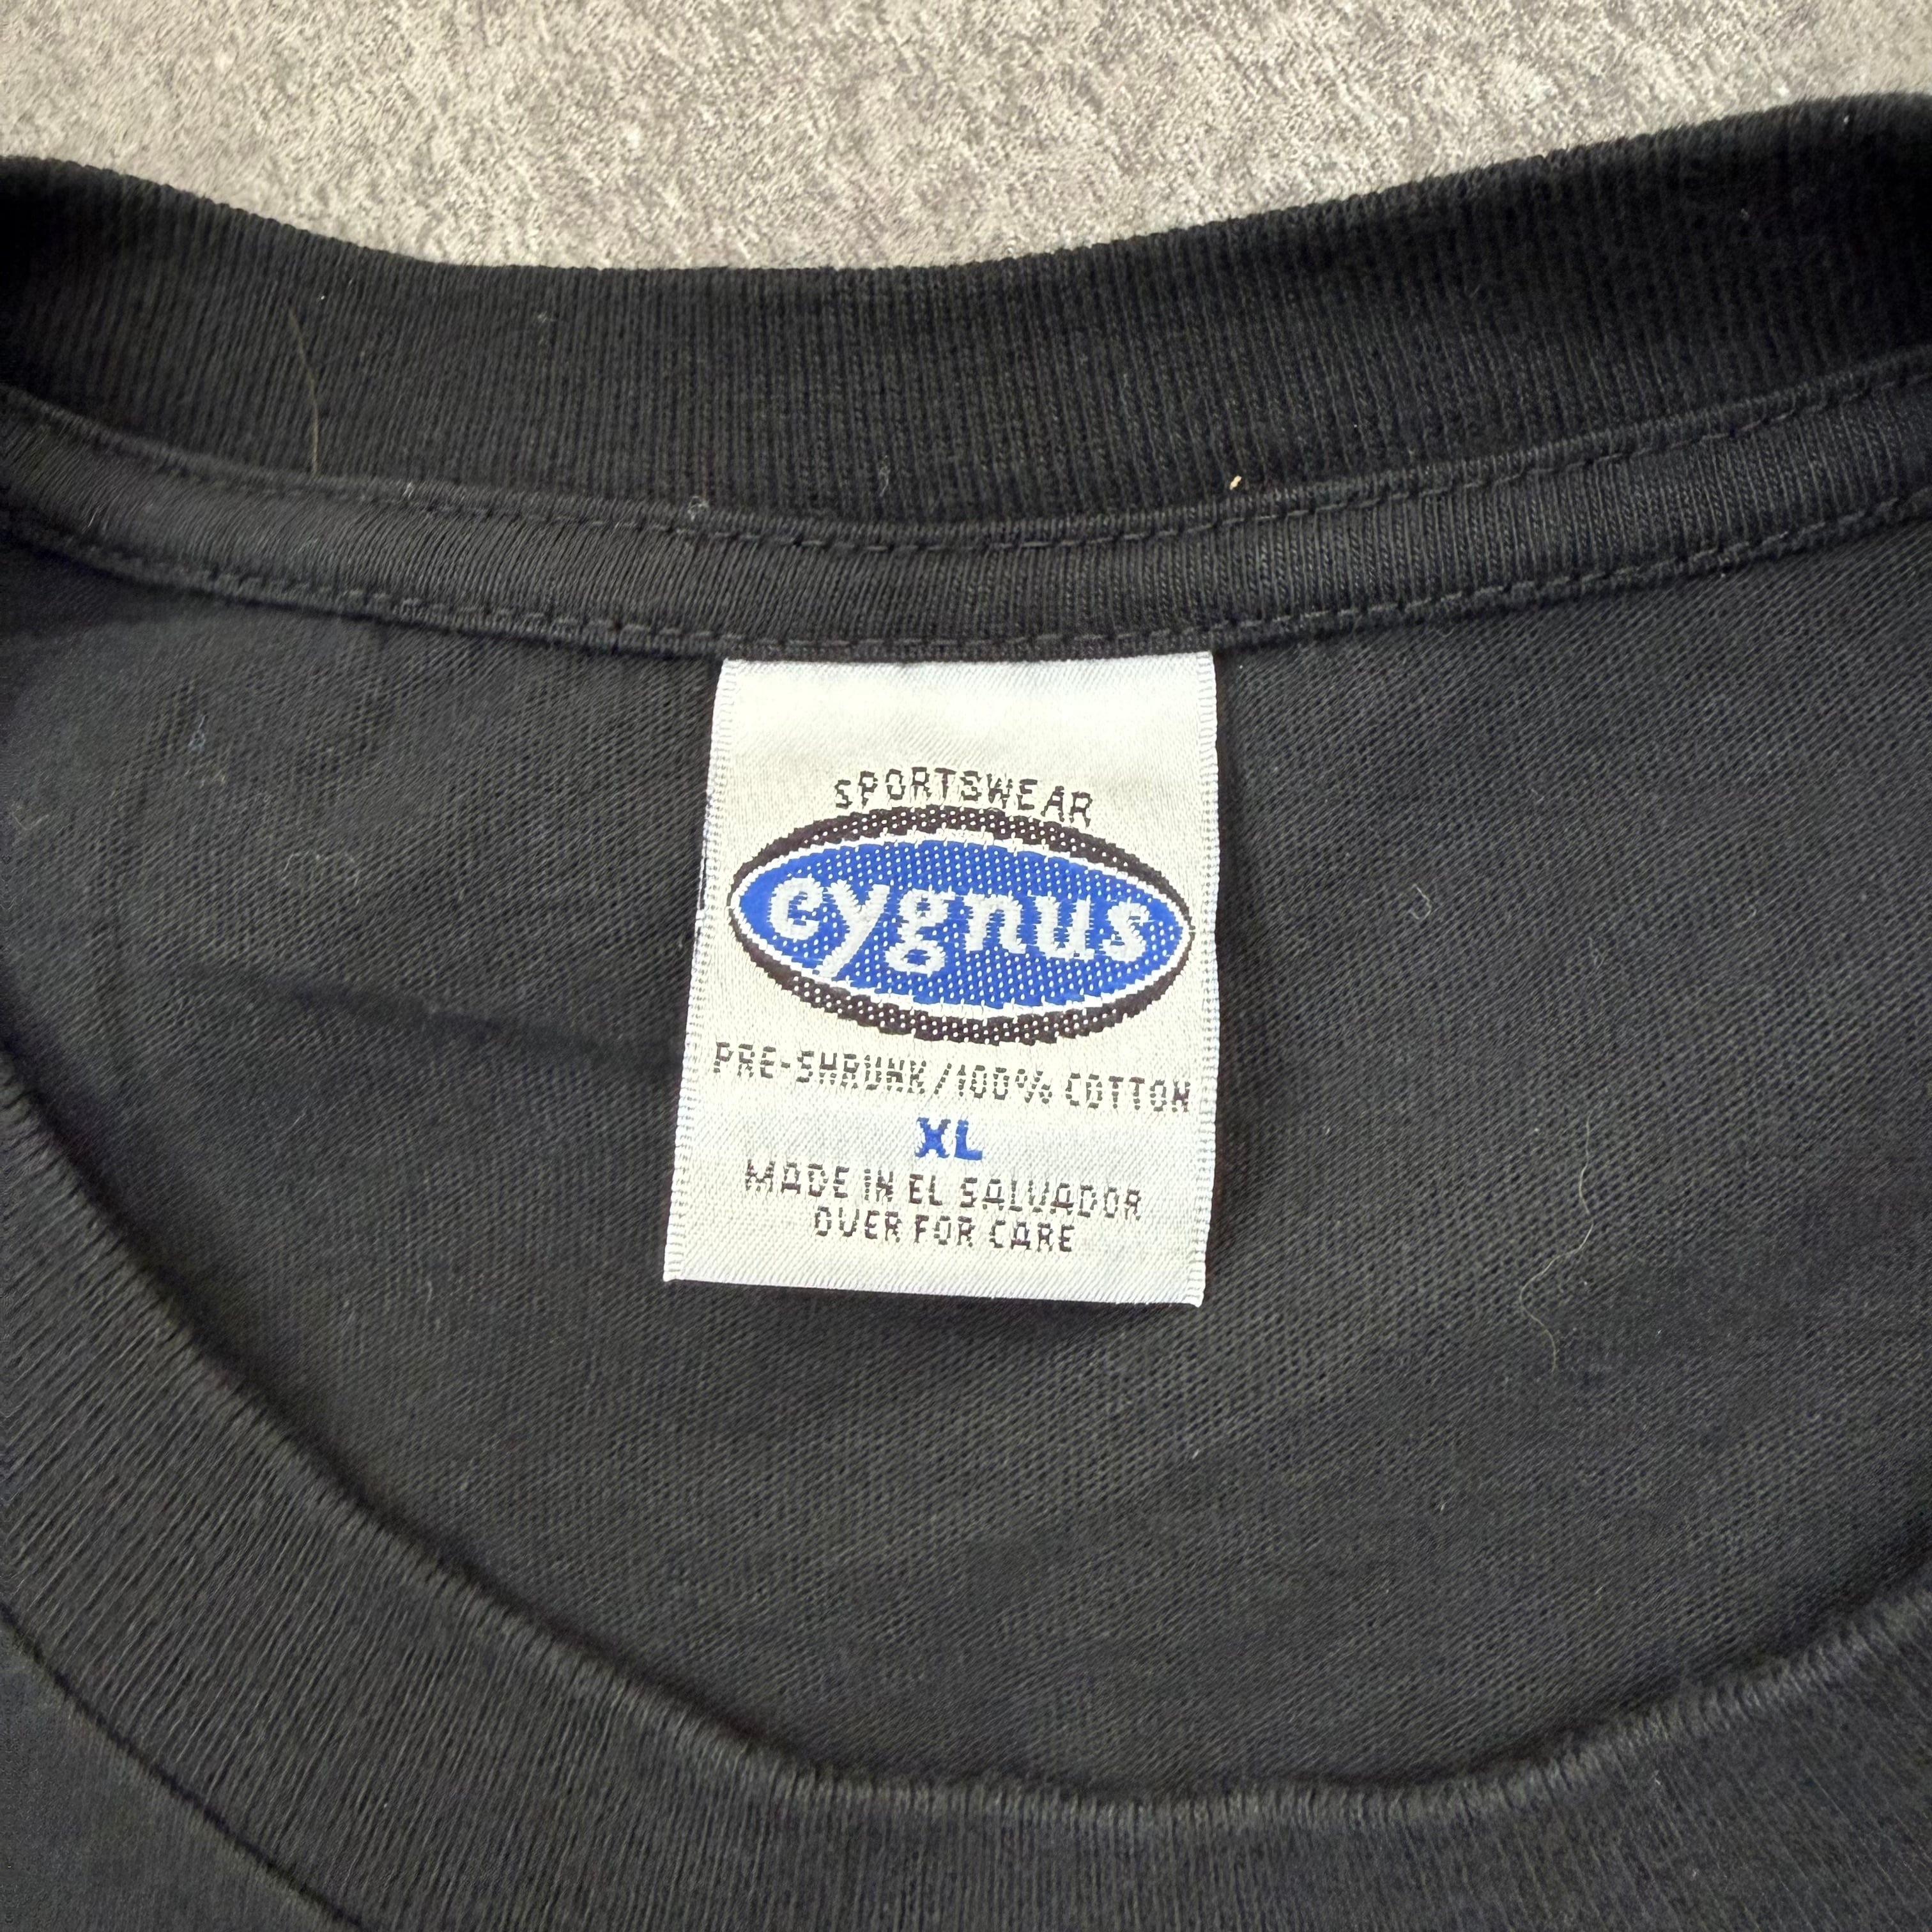 SPORTSWEAR
cygnus
PRE-SHRUNK/100% COTTON
XL
MADE IN EL SALVADOR
OVER FOR CARE